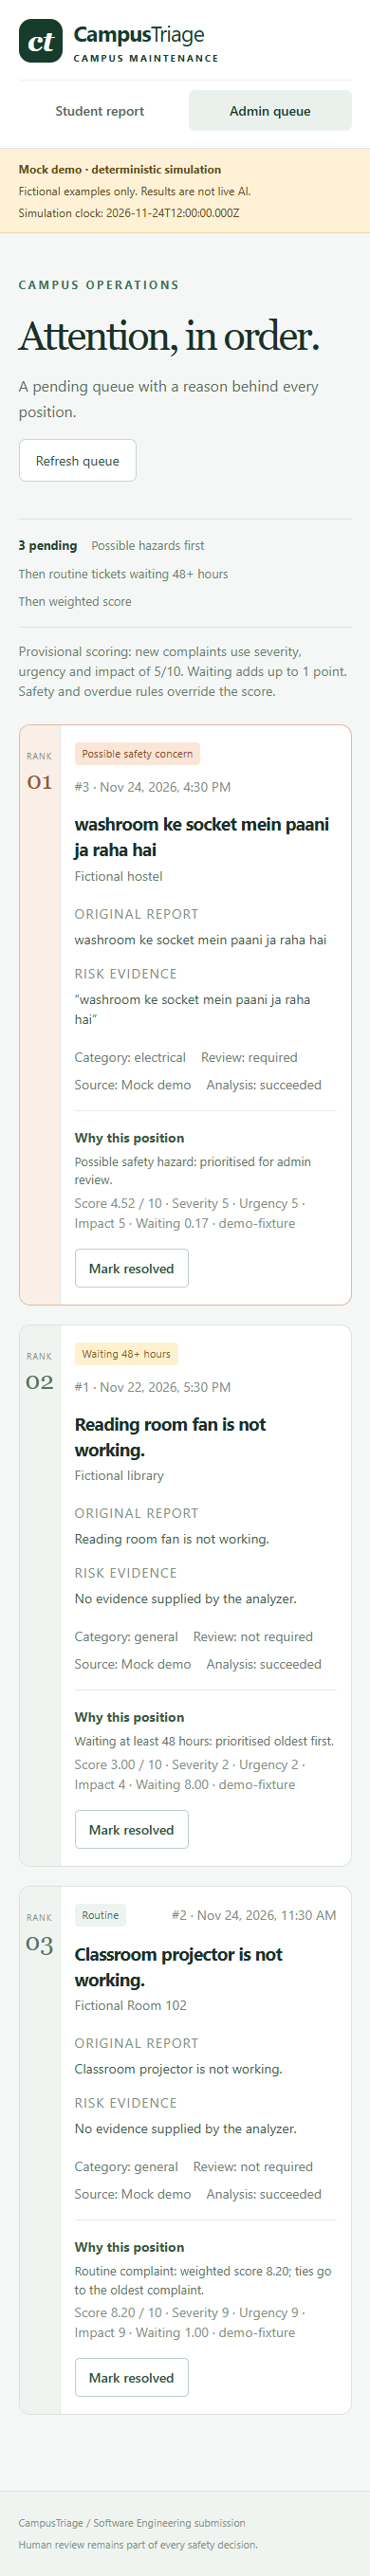 ct
CampusTriage
CAMPUS MAINTENANCE
Student report
Admin queue
Mock demo · deterministic simulation
Fictional examples only. Results are not live AI.
Simulation clock: 2026-11-24T12:00:00.000Z
CAMPUS OPERATIONS
Attention, in order.
A pending queue with a reason behind every
position.
Refresh queue
3 pending Possible hazards first
Then routine tickets waiting 48+ hours
Then weighted score
Provisional scoring: new complaints use severity,
urgency and impact of 5/10. Waiting adds up to 1 point.
Safety and overdue rules override the score.
RANK
01
Possible safety concern
#3 · Nov 24, 2026, 4:30 PM
washroom ke socket mein paani
ja raha hai
Fictional hostel
ORIGINAL REPORT
washroom ke socket mein paani ja raha hai
RISK EVIDENCE
“washroom ke socket mein paani ja raha
hai”
Category: electrical Review: required
Source: Mock demo Analysis: succeeded
Why this position
Possible safety hazard: prioritised for admin
review.
Score 4.52 / 10 · Severity 5 · Urgency 5 ·
Impact 5 · Waiting 0.17 · demo-fixture
Mark resolved
RANK
02
Waiting 48+ hours
#1 · Nov 22, 2026, 5:30 PM
Reading room fan is not
working.
Fictional library
ORIGINAL REPORT
Reading room fan is not working.
RISK EVIDENCE
No evidence supplied by the analyzer.
Category: general Review: not required
Source: Mock demo Analysis: succeeded
Why this position
Waiting at least 48 hours: prioritised oldest first.
Score 3.00 / 10 · Severity 2 · Urgency 2 ·
Impact 4 · Waiting 8.00 · demo-fixture
Mark resolved
RANK
03
Routine
#2 · Nov 24, 2026, 11:30 AM
Classroom projector is not
working.
Fictional Room 102
ORIGINAL REPORT
Classroom projector is not working.
RISK EVIDENCE
No evidence supplied by the analyzer.
Category: general Review: not required
Source: Mock demo Analysis: succeeded
Why this position
Routine complaint: weighted score 8.20; ties go
to the oldest complaint.
Score 8.20 / 10 · Severity 9 · Urgency 9 ·
Impact 9 · Waiting 1.00 · demo-fixture
Mark resolved
CampusTriage / Software Engineering submission
Human review remains part of every safety decision.